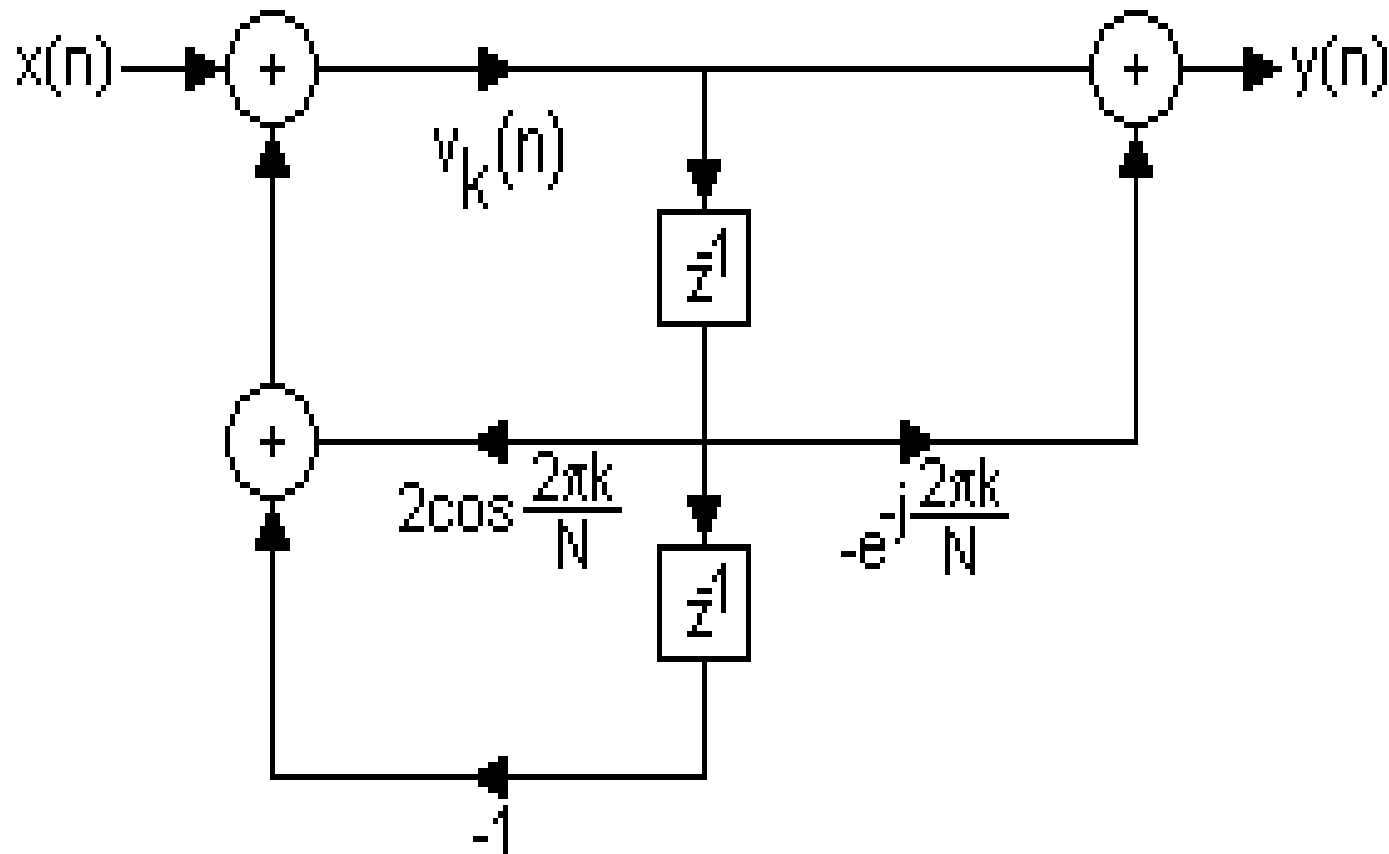 x(n) + + y(n)
v_k(n)
z^-1
+
2cos 2πk/N
-e^-j 2πk/N
z^-1
-1